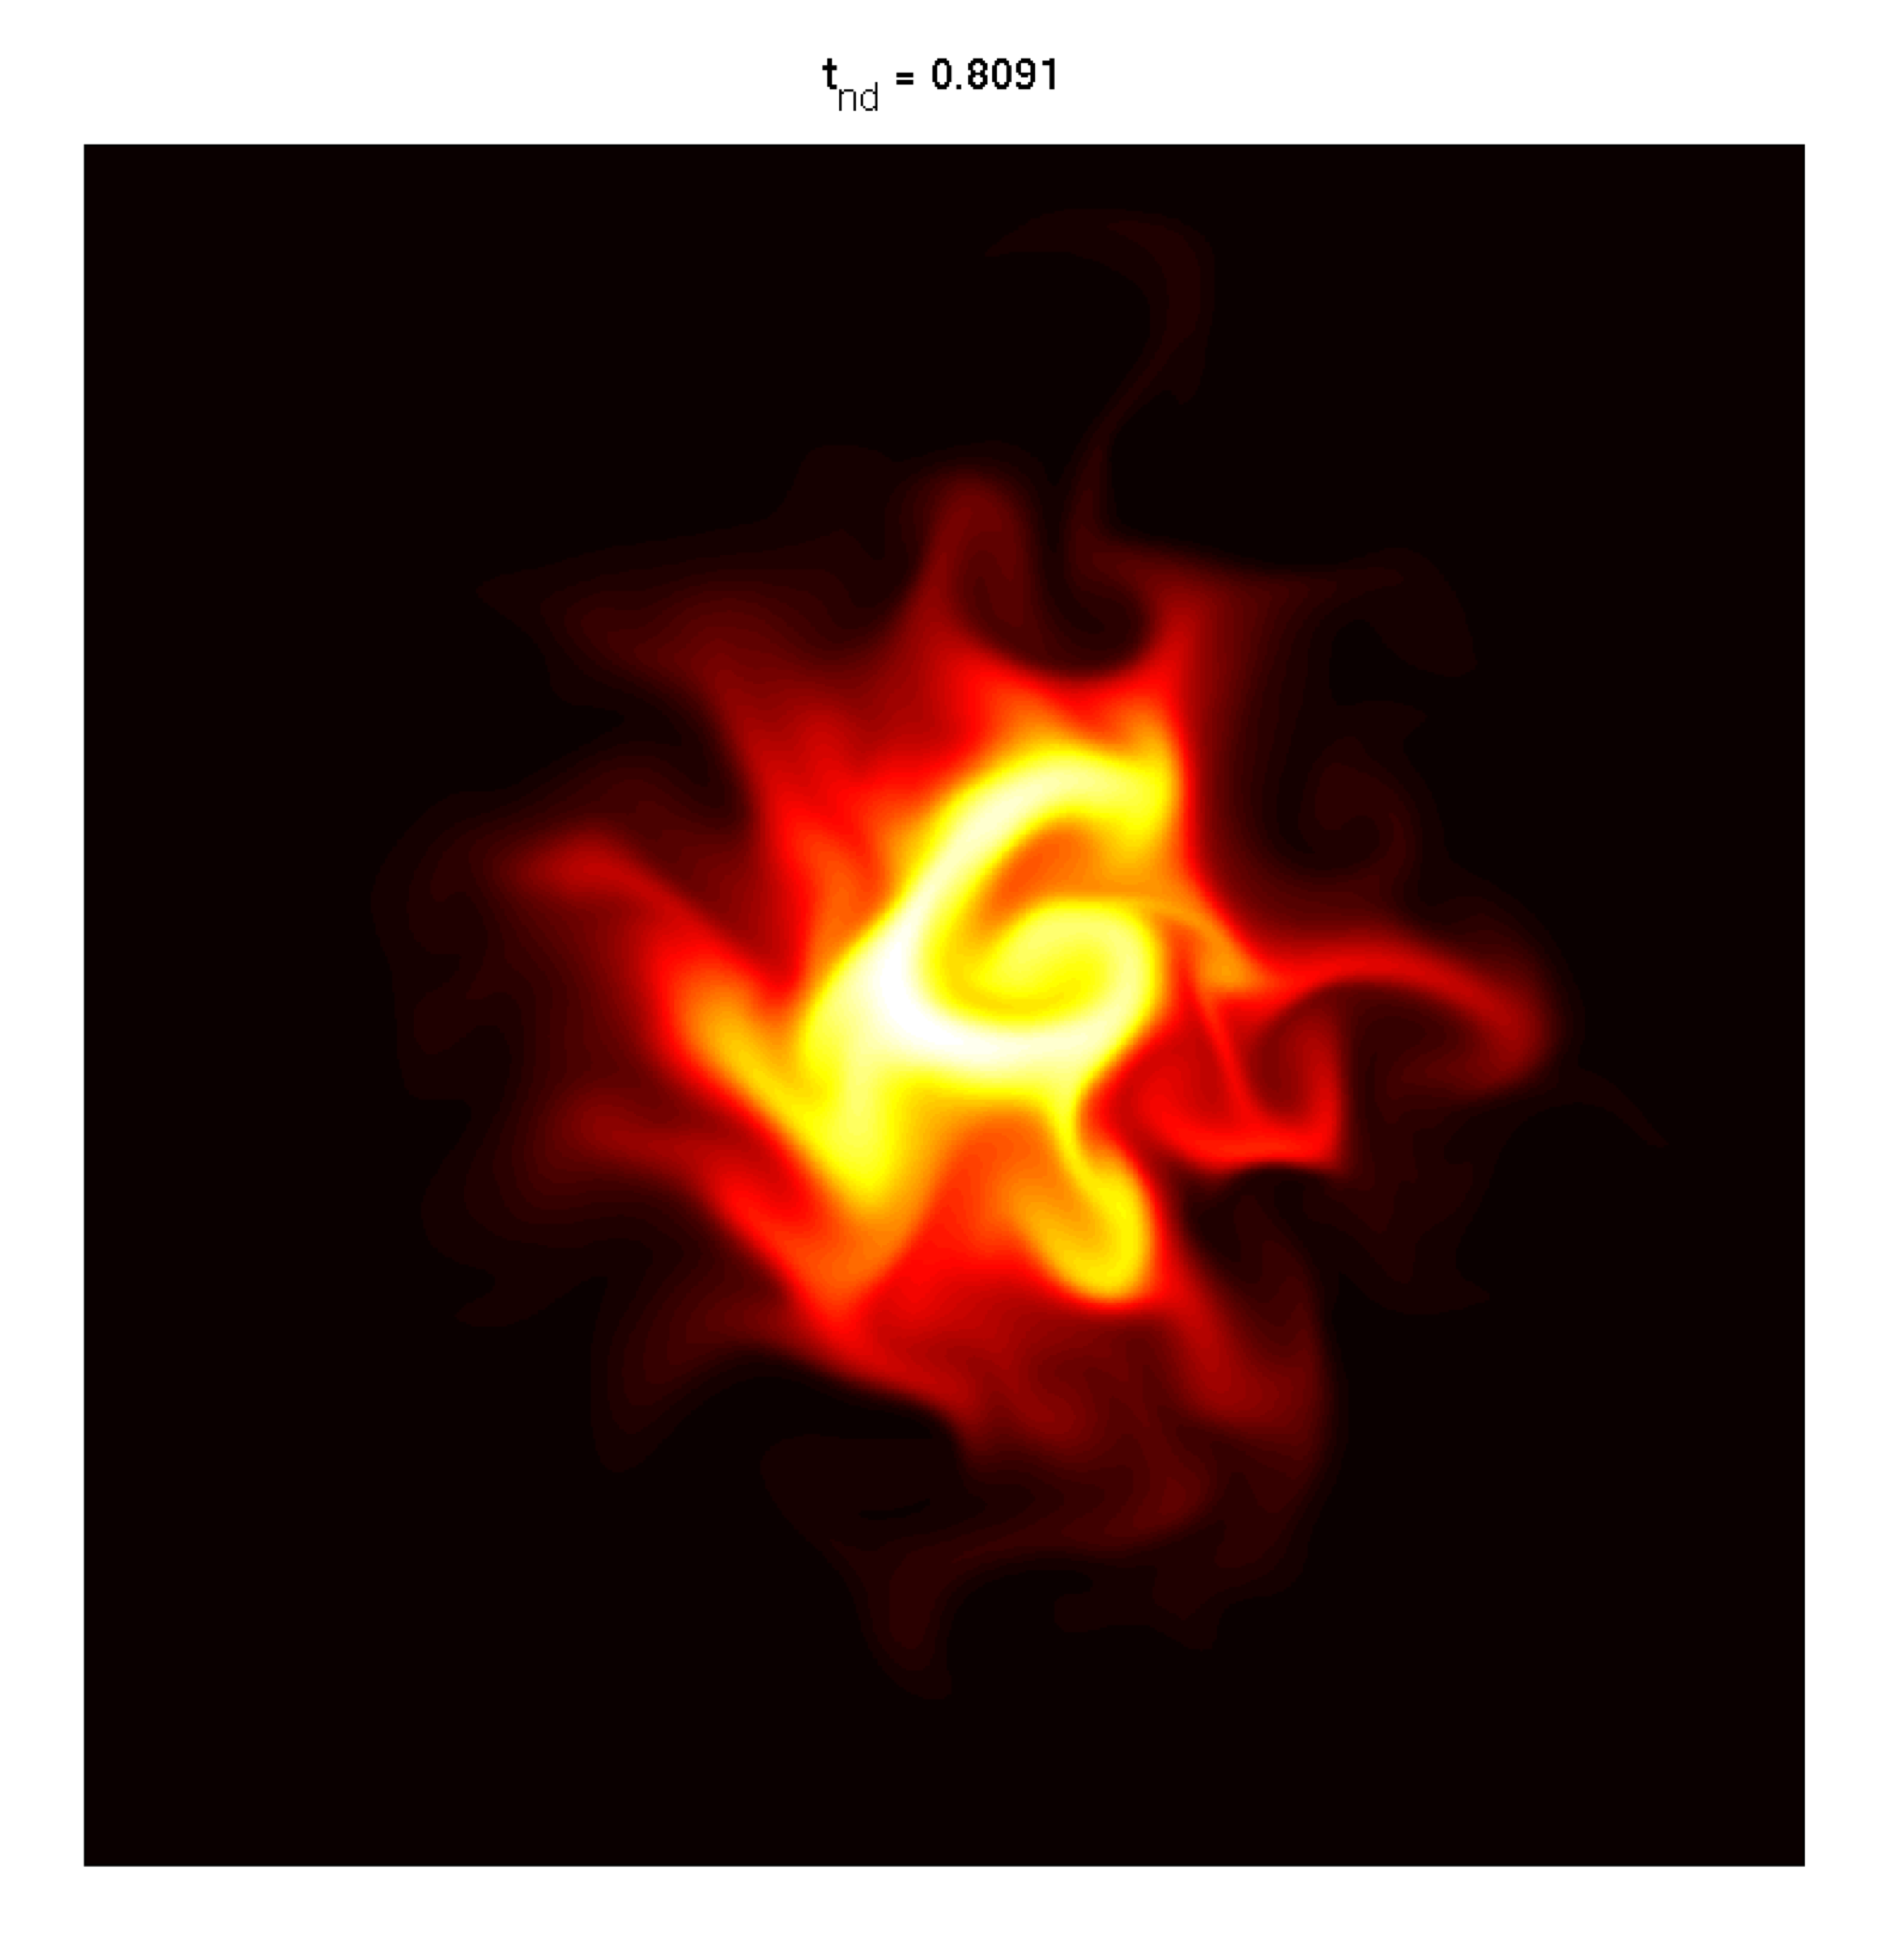 t_nd = 0.8091